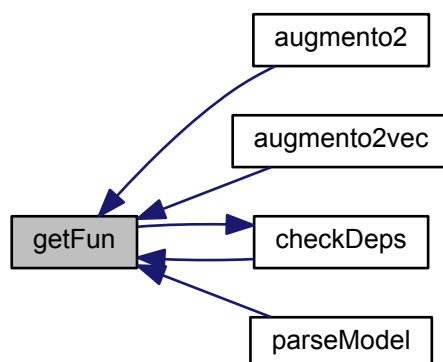 augmento2
augmento2vec
getFun
checkDeps
parseModel